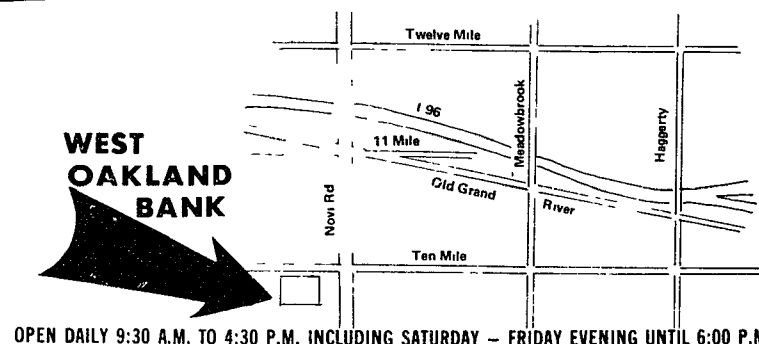 Twelve Mile
I 96
Meadowbrook
Haggerty
11 Mile
WEST
OAKLAND
BANK
Novi Rd
Old Grand River
Ten Mile
OPEN DAILY 9:30 A.M. TO 4:30 P.M. INCLUDING SATURDAY – FRIDAY EVENING UNTIL 6:00 P.M